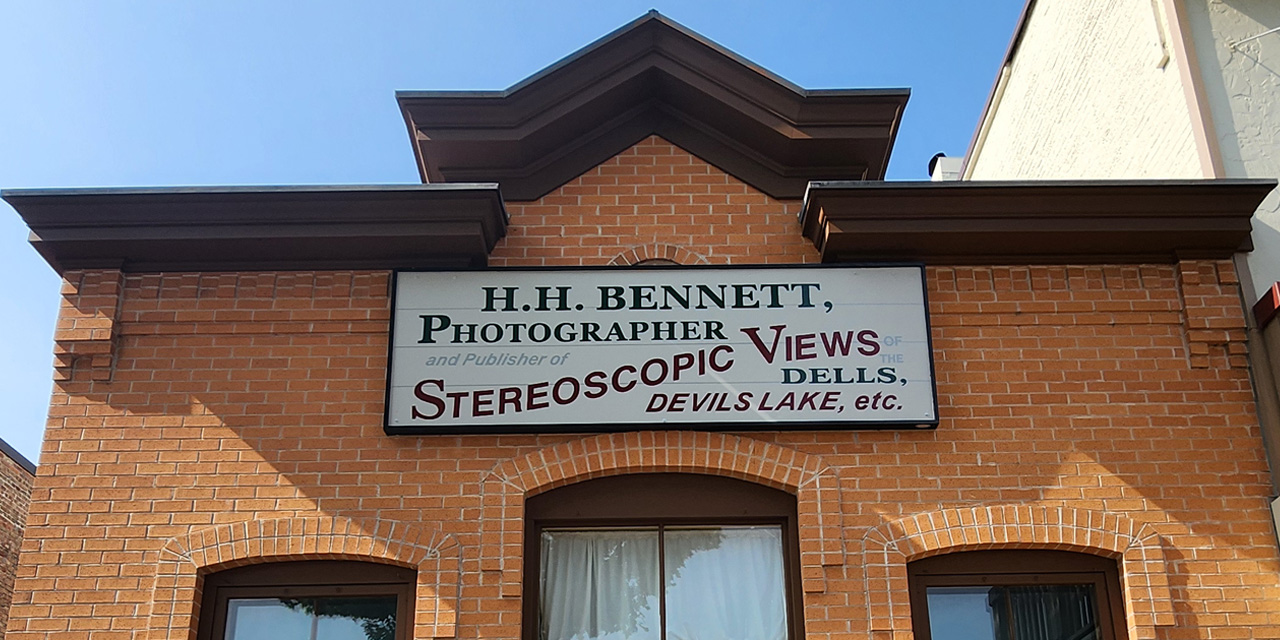 H.H. BENNETT,
PHOTOGRAPHER
and Publisher of
STEREOSCOPIC VIEWS OF THE
DELLS,
DEVILS LAKE, etc.